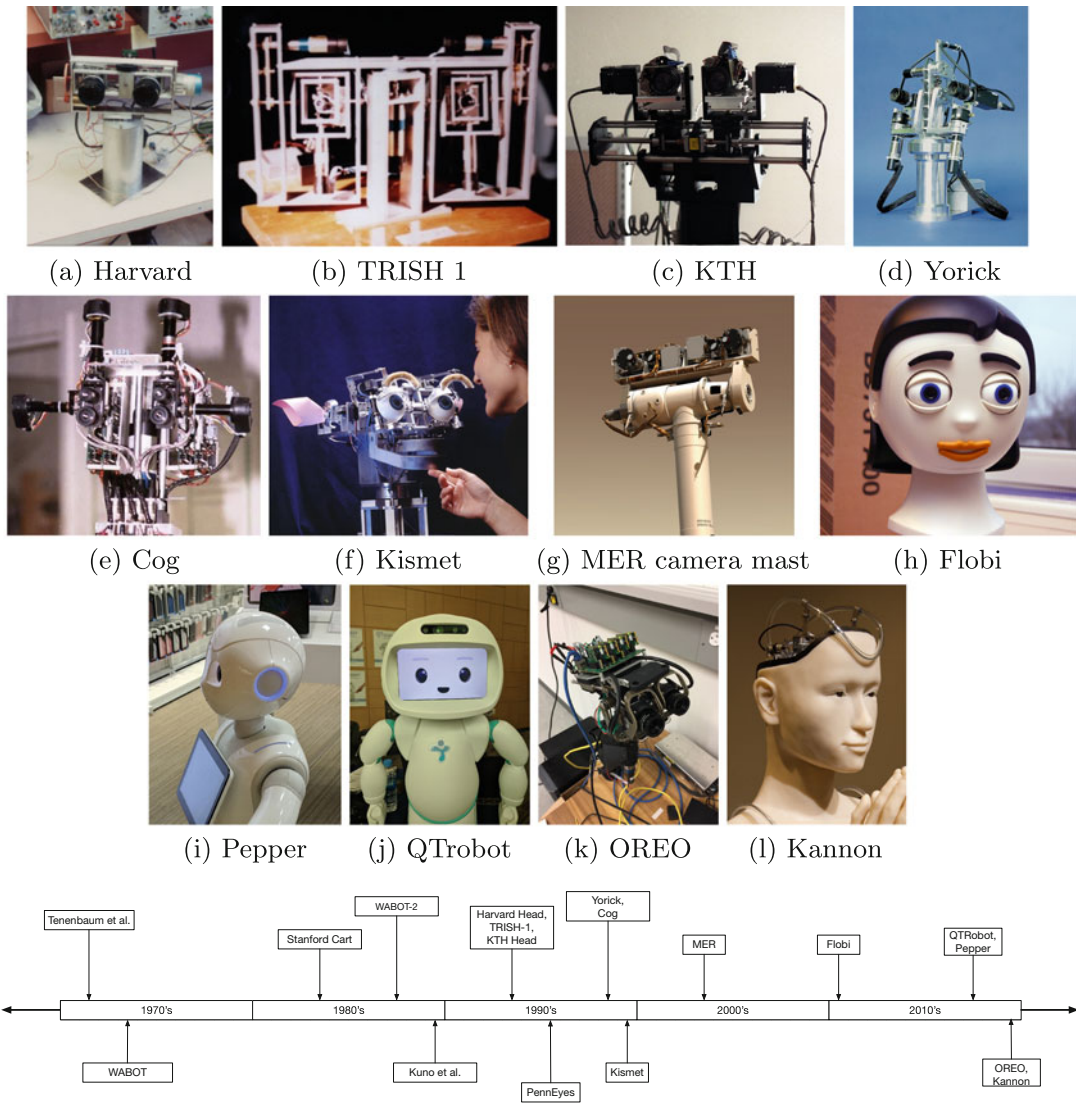 (a) Harvard
(b) TRISH 1
(c) KTH
(d) Yorick
(e) Cog
(f) Kismet
(g) MER camera mast
(h) Flobi
(i) Pepper
(j) QTrobot
(k) OREO
(l) Kannon
Tenenbaum et al.
Stanford Cart
WABOT-2
Harvard Head,
TRISH-1,
KTH Head
Yorick,
Cog
MER
Flobi
QTRobot,
Pepper
1970's
1980's
1990's
2000's
2010's
WABOT
Kuno et al.
PennEyes
Kismet
OREO,
Kannon